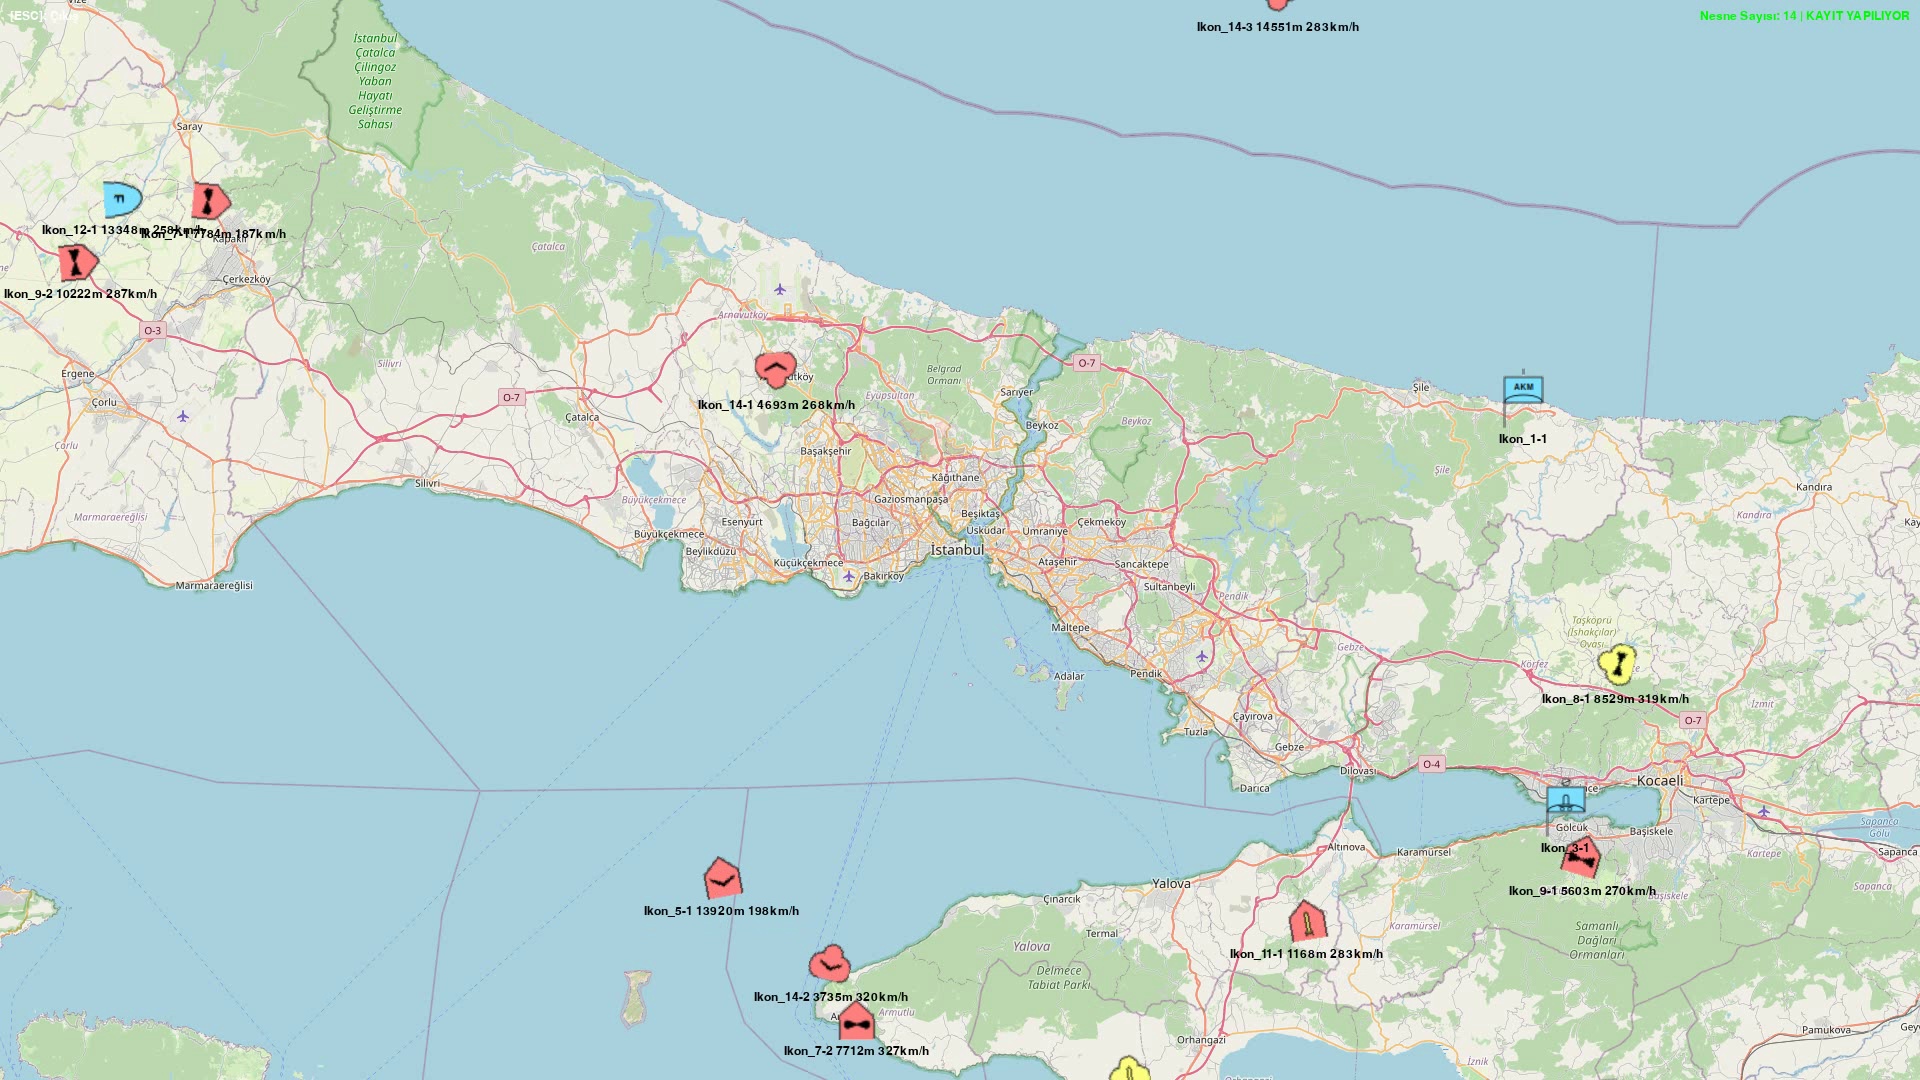 [ESC]: Çıkış
Nesne Sayısı: 14 | KAYIT YAPILIYOR
Vize
Ikon_14-3 14551m 283km/h
İstanbul
Çatalca
Çilingoz
Yaban
Hayatı
Geliştirme
Sahası
Saray
Ikon_12-1 13348m 258km/h
Ikon_7-1 7784m 187km/h
Kapaklı
Çatalca
Çerkezköy
Ikon_9-2 10222m 287km/h
Arnavutköy
O-3
Silivri
O-7
Belgrad
Ormanı
Ergene
O-7
Eyüpsultan
Sarıyer
Şile
AKM
Çorlu
Ikon_14-1 4693m 268km/h
Çatalca
Beykoz
Beykoz
Ikon_1-1
Çorlu
Başakşehir
Şile
Silivri
Kâğıthane
Kandıra
Büyükçekmece
Gaziosmanpaşa
Marmaraereğlisi
Esenyurt
Bağcılar
Beşiktaş
Kandıra
Büyükçekmece
Üsküdar
Ümraniye
Çekmeköy
Beylikdüzü
İstanbul
Küçükçekmece
Ataşehir
Sancaktepe
Marmaraereğlisi
Bakırköy
Sultanbeyli
Pendik
Maltepe
Taşköprü
(İshakçılar)
Ovası
Gebze
Körfez
Pendik
Adalar
Ikon_8-1 8529m 319km/h
İzmit
Çayırova
O-7
Tuzla
Gebze
O-4
Dilovası
Kocaeli
Darıca
Kartepe
Sapanca
Gölü
Gölcük
Başiskele
Ikon_3-1
Altınova
Karamürsel
Kartepe
Sapanca
Yalova
Ikon_9-1 5603m 270km/h
Başiskele
Sapanca
Çınarcık
Ikon_5-1 13920m 198km/h
Termal
Karamürsel
Samanlı
Dağları
Ormanları
Yalova
Ikon_11-1 1168m 283km/h
Delmece
Tabiat Parkı
Ikon_14-2 3735m 320km/h
Armutlu
Pamukova
Orhangazi
Ikon_7-2 7712m 327km/h
İznik